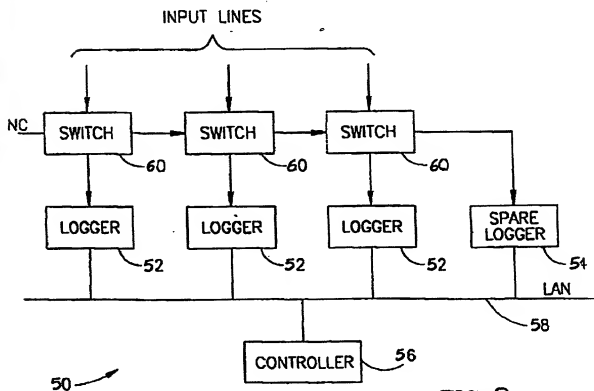 INPUT LINES
NC
SWITCH
SWITCH
SWITCH
60
60
60
LOGGER
LOGGER
LOGGER
SPARE
LOGGER
52
52
52
54
LAN
58
CONTROLLER
56
50